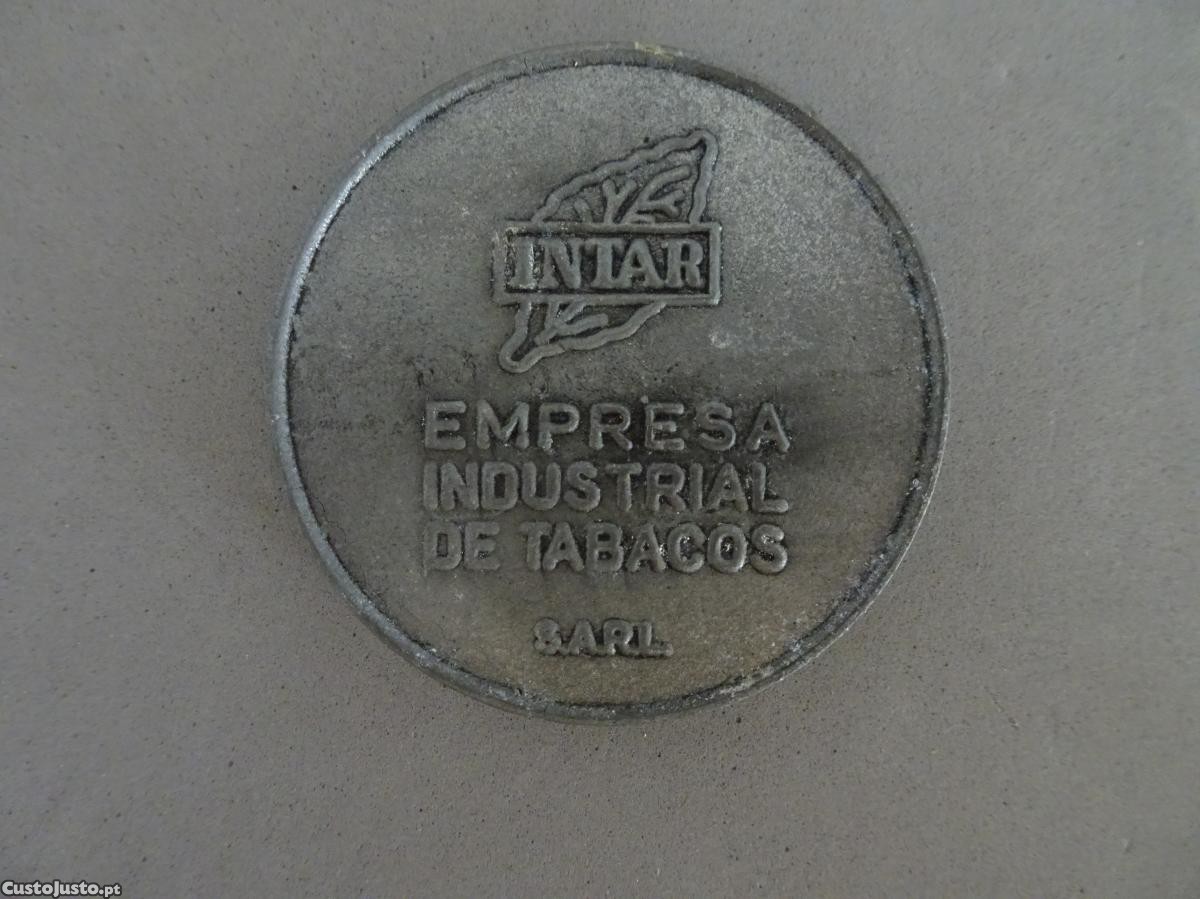 INTAR
EMPRESA
INDUSTRIAL
DE TABACOS
S.A.R.L.
CustoJusto.pt